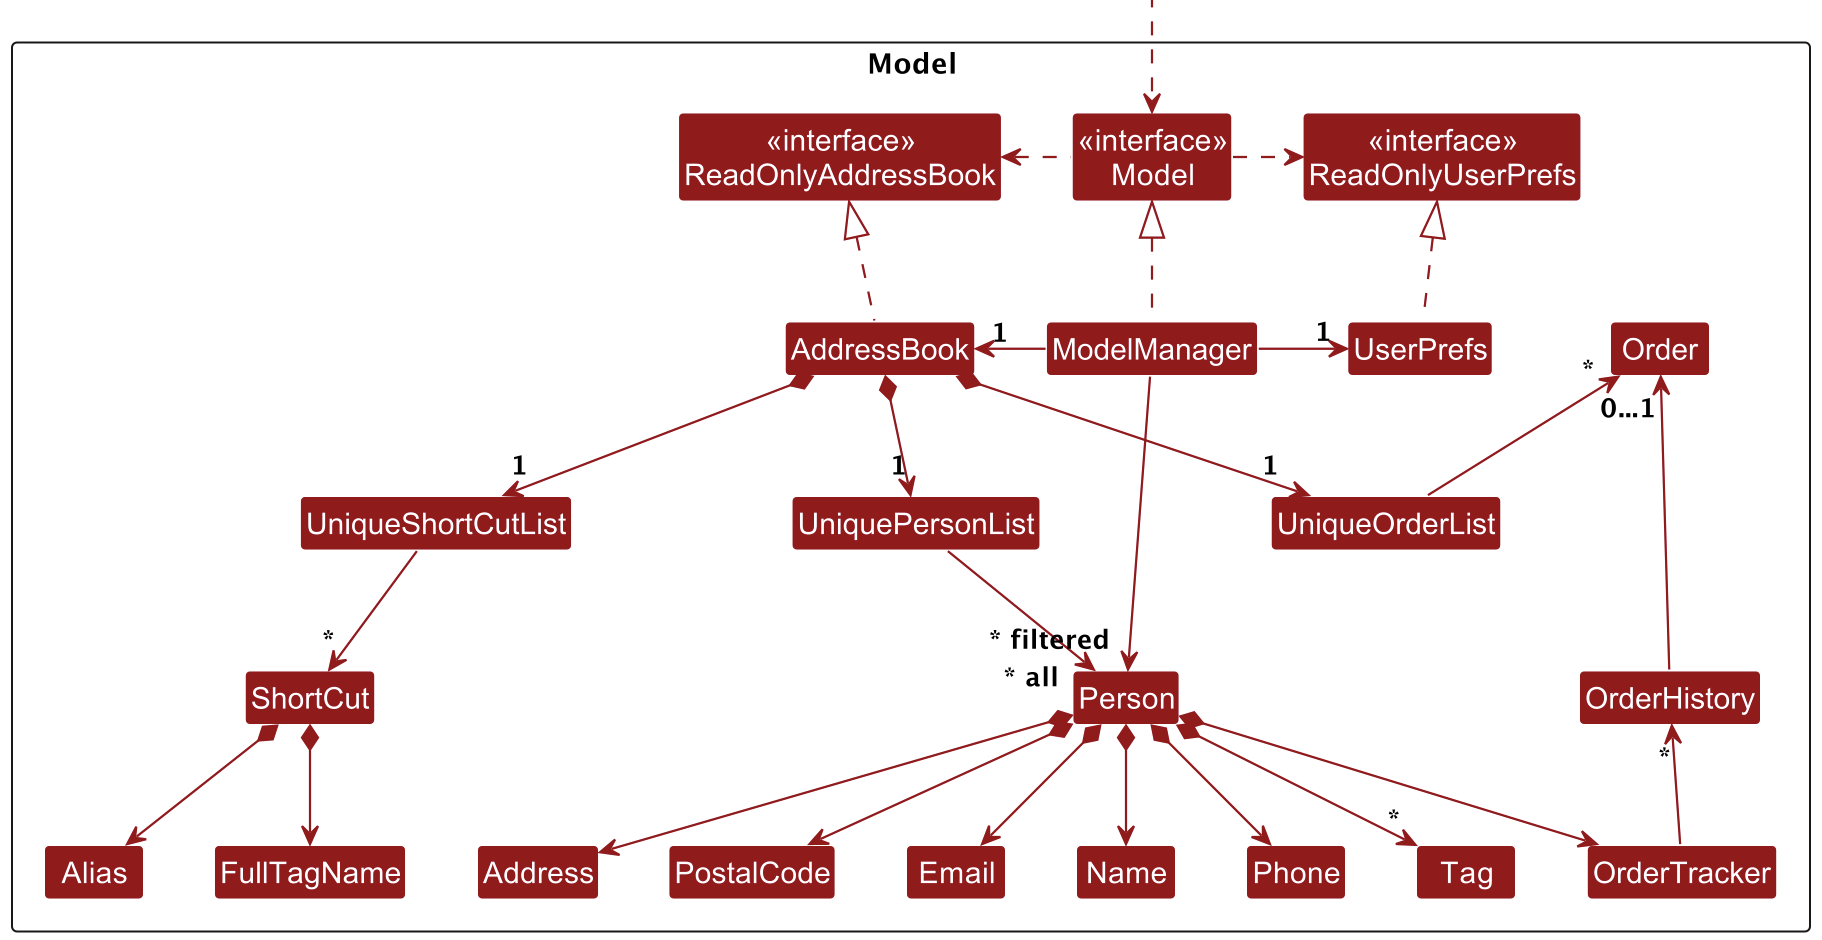 Model
«interface»
ReadOnlyAddressBook
«interface»
Model
«interface»
ReadOnlyUserPrefs
AddressBook
1
ModelManager
1
UserPrefs
Order
*
0...1
1
1
1
UniqueShortCutList
UniquePersonList
UniqueOrderList
*
* filtered
* all
ShortCut
Person
OrderHistory
*
*
Alias
FullTagName
Address
PostalCode
Email
Name
Phone
Tag
OrderTracker